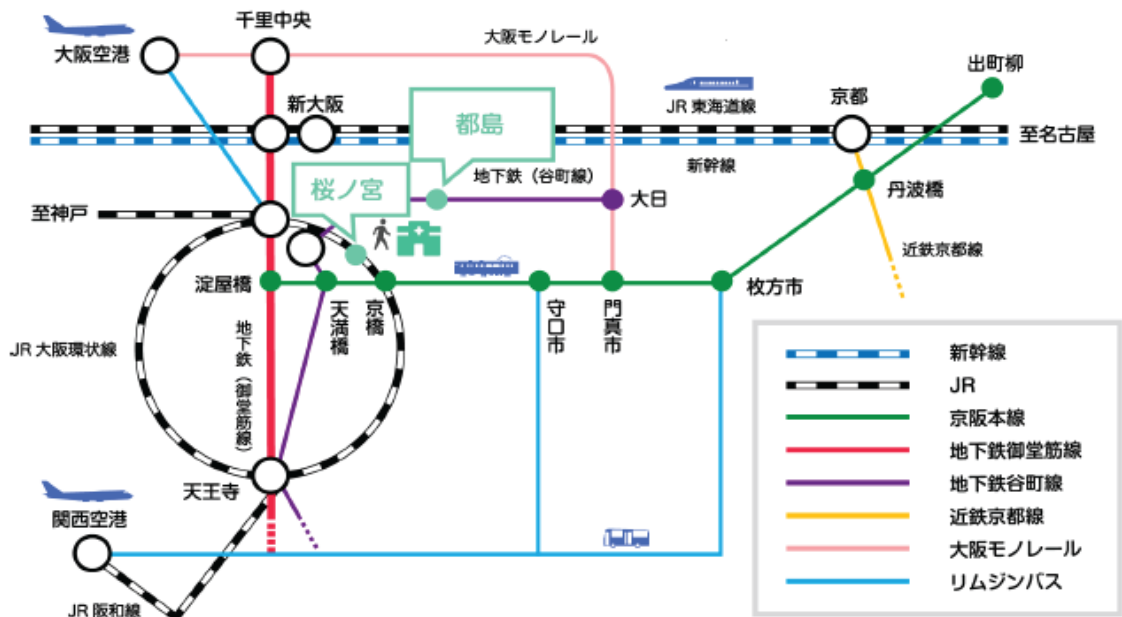 千里中央
大阪モノレール
大阪空港
出町柳
新大阪
JR東海道線
京都
都島
至名古屋
新幹線
地下鉄（谷町線）
桜ノ宮
大日
丹波橋
至神戸
近鉄京都線
淀屋橋
天満橋
京橋
守口市
門真市
枚方市
JR大阪環状線
地下鉄（御堂筋線）
天王寺
関西空港
JR阪和線
新幹線
JR
京阪本線
地下鉄御堂筋線
地下鉄谷町線
近鉄京都線
大阪モノレール
リムジンバス